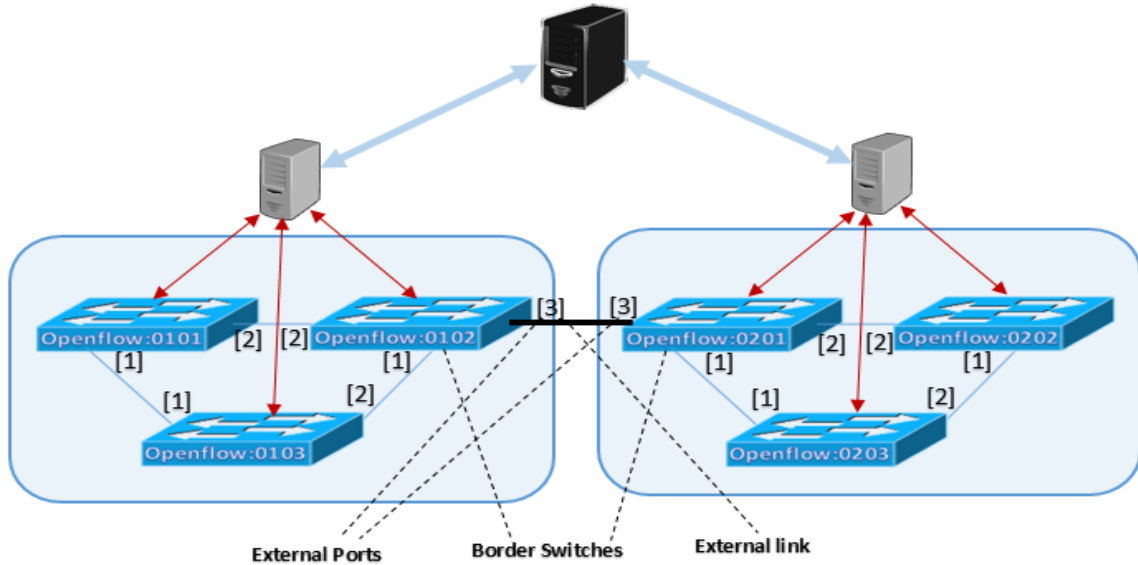 [3] [3]
Openflow:0101 [2] [2] Openflow:0102 Openflow:0201 [2] [2] Openflow:0202
[1] [1] [1] [1]
[1] [2] [1] [2]
Openflow:0103 Openflow:0203
External Ports Border Switches External link